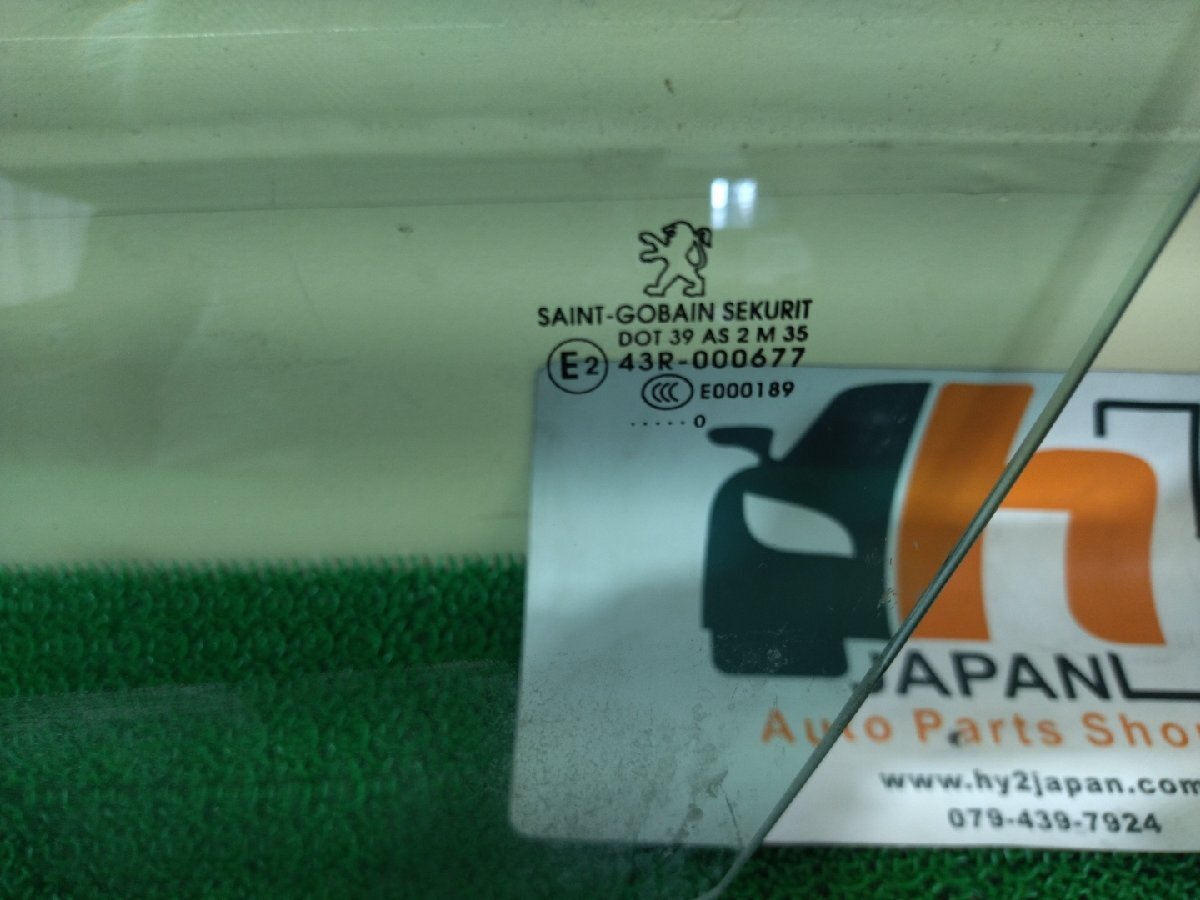 SAINT-GOBAIN SEKURIT
DOT 39 AS 2 M 35
E2 43R-000677
CCC E000189
.....0
h
JAPAN
Auto Parts Sho
www.hy2japan.com
079-439-7924